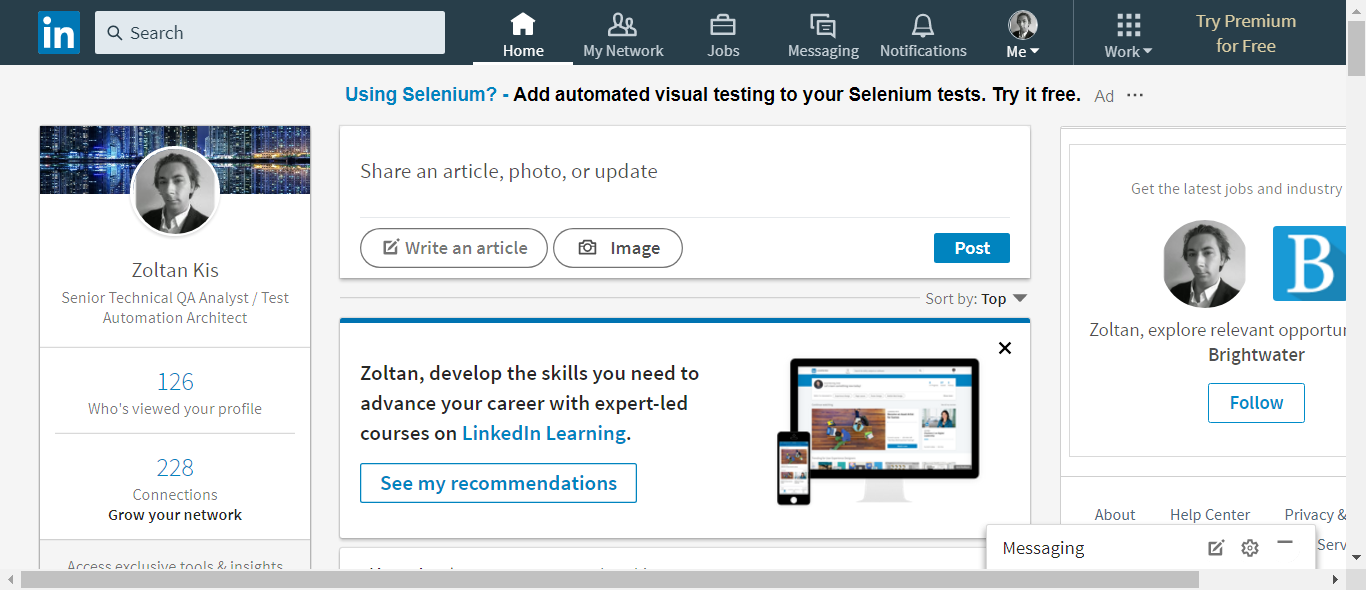 in
Search
Home
My Network
Jobs
Messaging
Notifications
Me
Work
Try Premium
for Free
Using Selenium? - Add automated visual testing to your Selenium tests. Try it free. Ad ...
Zoltan Kis
Senior Technical QA Analyst / Test
Automation Architect
126
Who's viewed your profile
228
Connections
Grow your network
Access exclusive tools & insights
Share an article, photo, or update
Write an article
Image
Post
Sort by: Top
Zoltan, develop the skills you need to
advance your career with expert-led
courses on LinkedIn Learning.
See my recommendations
Get the latest jobs and industry
B
Zoltan, explore relevant
Brightwater
Follow
About
Help Center
Privacy &
Messaging